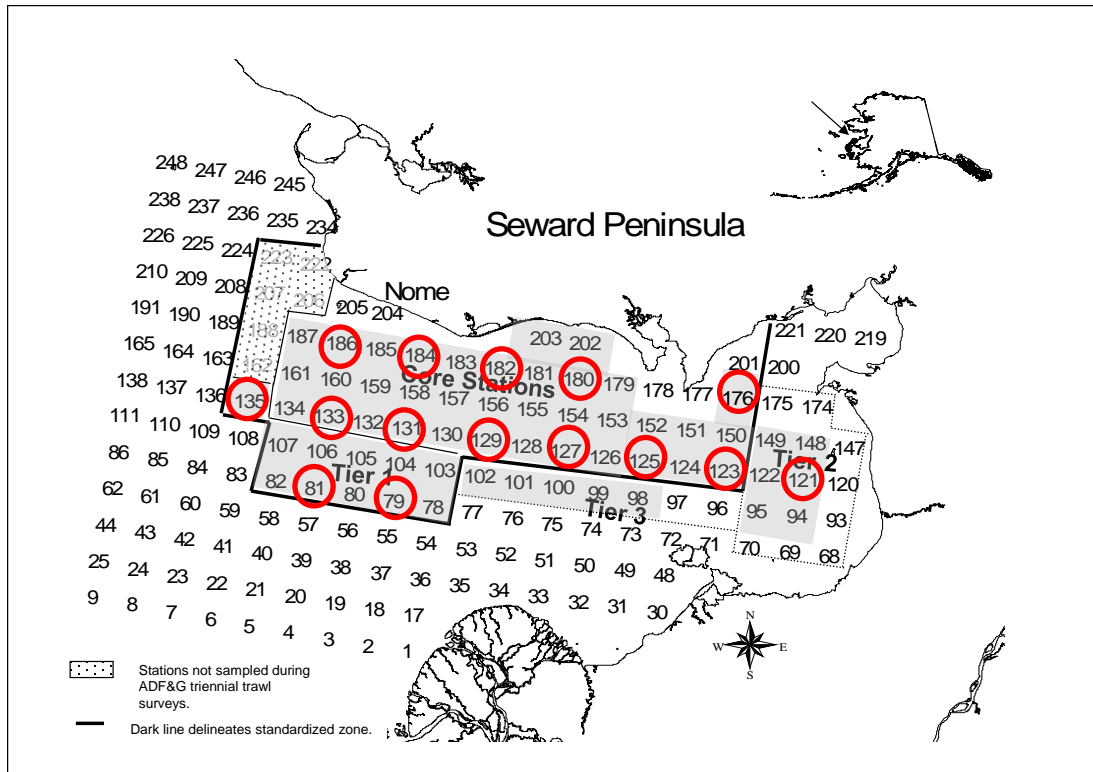 Seward Peninsula
Nome
248 247 246 245
238 237 236 235 234
226 225 224 223 222
210 209 208 207 206 205 204 203 202 221 220 219
191 190 189 188 187 186 185 184 183 182 181 180 179 178 177 201 200
Core Stations
165 164 163 162 161 160 159 158 157 156 155 154 153 152 151 150 176 175 174
138 137 136 135 134 133 132 131 130 129 128 127 126 125 124 123 149 148 147
Tier 2
111 110 109 108 107 106 105 104 103 102 101 100 99 98 97 96 122 121 120
Tier 1
Tier 3
86 85 84 83 82 81 80 79 78 77 76 75 74 73 72 71 95 94 93
62 61 60 59 58 57 56 55 54 53 52 51 50 49 48 70 69 68
44 43 42 41 40 39 38 37 36 35 34 33 32 31 30
25 24 23 22 21 20 19 18 17
9 8 7 6 5 4 3 2 1
N
W E
S
Stations not sampled during
ADF&G triennial trawl
surveys.
Dark line delineates standardized zone.